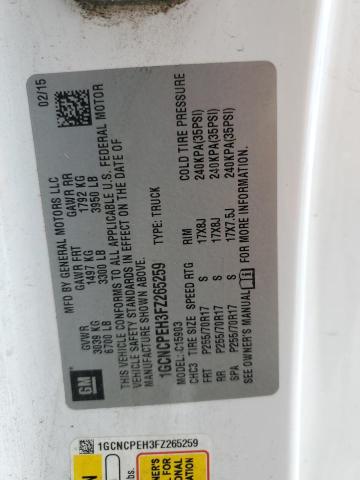 MFD BY GENERAL MOTORS LLC
02/15
GVWR GAWR FRT GAWR RR
3039 KG 1497 KG 1792 KG
6700 LB 3300 LB 3950 LB
THIS VEHICLE CONFORMS TO ALL APPLICABLE U.S. FEDERAL MOTOR
VEHICLE SAFETY STANDARDS IN EFFECT ON THE DATE OF
MANUFACTURE SHOWN ABOVE.
1GCNCPEH3FZ265259 TYPE: TRUCK
GM
MODEL: C15903
CHC3 TIRE SIZE SPEED RTG RIM COLD TIRE PRESSURE
FRT P255/70R17 S 17X8J 240KPA(35PSI)
RR P255/70R17 S 17X8J 240KPA(35PSI)
SPA P255/70R17 S 17X7.5J 240KPA(35PSI)
SEE OWNER'S MANUAL FOR MORE INFORMATION.
1GCNCPEH3FZ265259